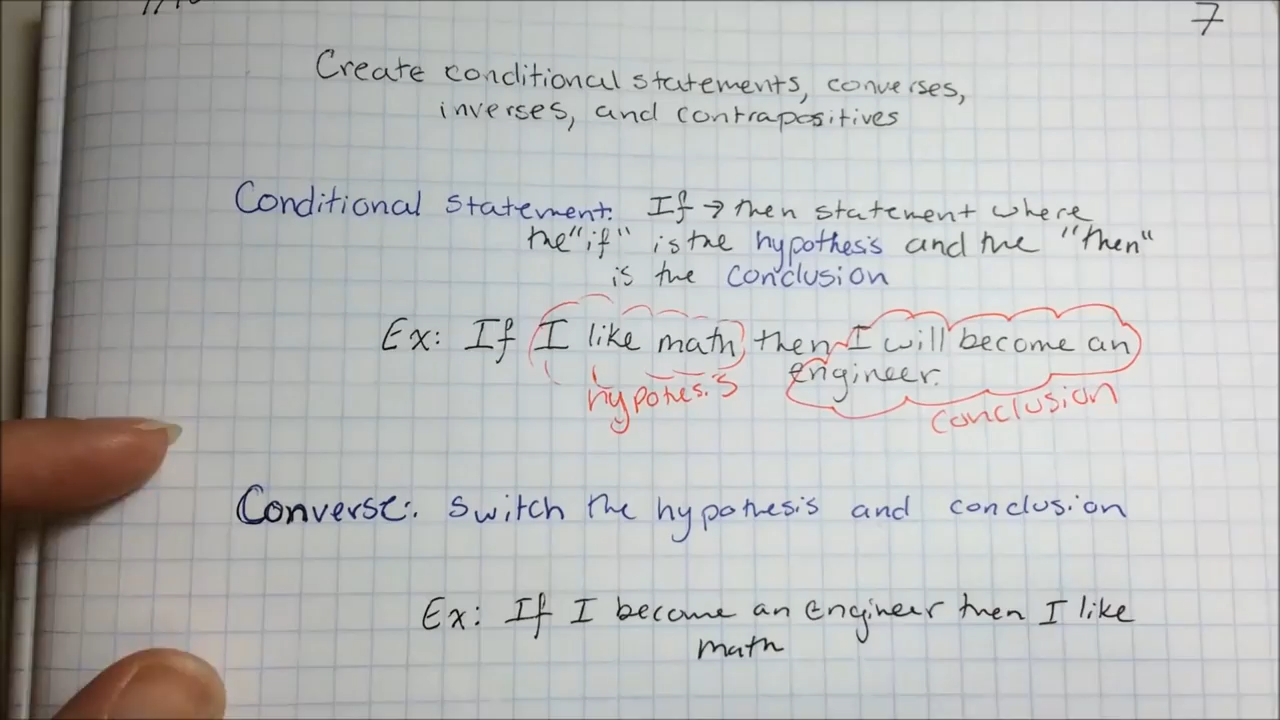 7
Create conditional statements, converses,
inverses, and contrapositives
Conditional statement: If → then statement where
the "if" is the hypothesis and the "then"
is the conclusion
Ex: If I like math then I will become an
engineer.
hypothesis
conclusion
Converse: Switch the hypothesis and conclusion
Ex: If I become an engineer then I like
math